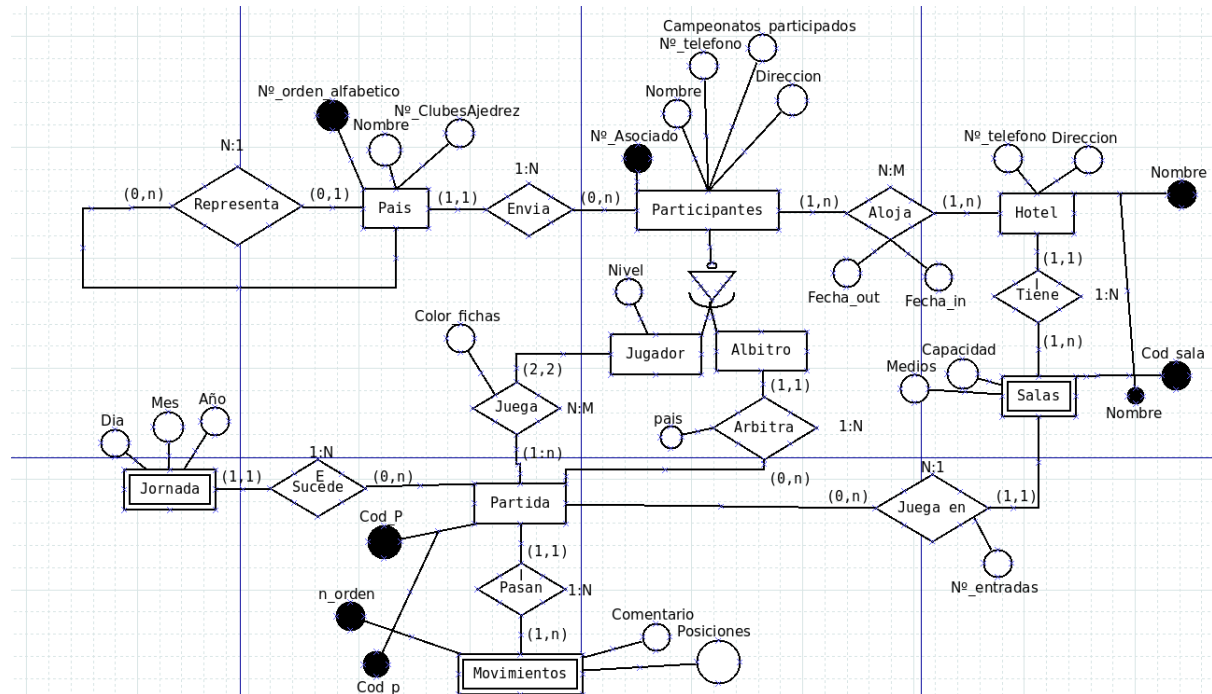 Campeonatos_participados
Nº_telefono
Direccion
Nombre
Nº_orden_alfabetico
Nombre
Nº_ClubesAjedrez
Nº_Asociado
Nº_telefono
Direccion
Nombre
N:1
(0,n)
Representa
(0,1)
Pais
(1,1)
1:N
Envia
(0,n)
Participantes
(1,n)
N:M
Aloja
(1,n)
Hotel
Fecha_out
Fecha_in
(1,1)
I
Tiene
1:N
(1,n)
Nivel
Color_fichas
Jugador
Albitro
Capacidad
Medios
Cod_sala
Salas
Nombre
(2,2)
Juega
N:M
(1:n)
(1,1)
pais
Arbitra
1:N
(0,n)
Dia
Mes
Año
Jornada
(1,1)
1:N
E
Sucede
(0,n)
Partida
(0,n)
N:1
Juega en
(1,1)
Nº_entradas
Cod_P
(1,1)
I
Pasan
1:N
(1,n)
n_orden
Cod_p
Movimientos
Comentario
Posiciones